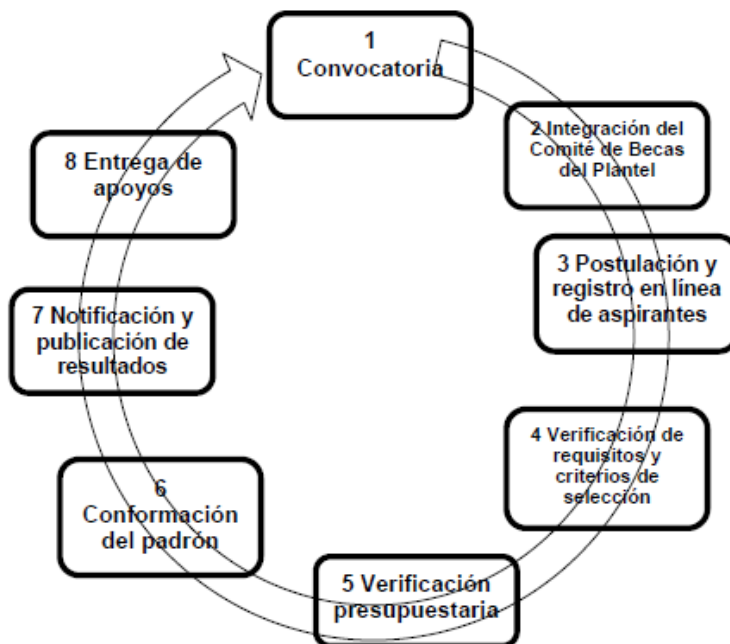 1
Convocatoria
2 Integración del
Comité de Becas
del Plantel
3 Postulación y
registro en línea
de aspirantes
4 Verificación de
requisitos y
criterios de
selección
5 Verificación
presupuestaria
6
Conformación
del padrón
7 Notificación y
publicación de
resultados
8 Entrega de
apoyos